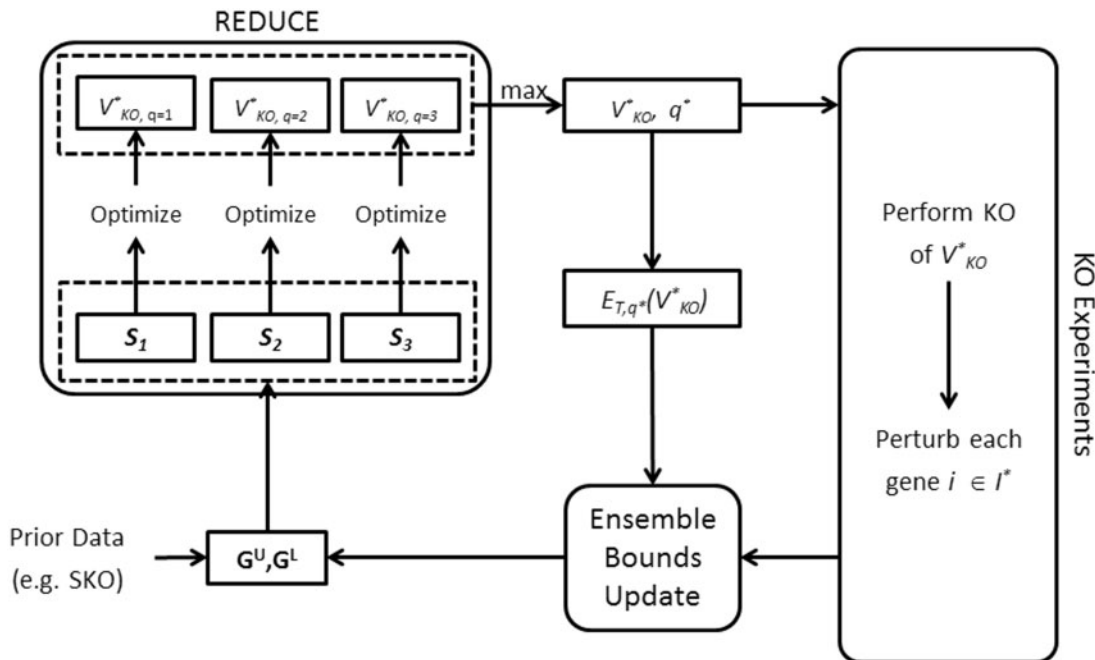 REDUCE
V*KO, q=1
V*KO, q=2
V*KO, q=3
max
V*KO, q*
Optimize
Optimize
Optimize
Perform KO
of V*KO
ET,q*(V*KO)
S1
S2
S3
Perturb each
gene i ∈ I*
KO Experiments
Prior Data
(e.g. SKO)
GU,GL
Ensemble
Bounds
Update